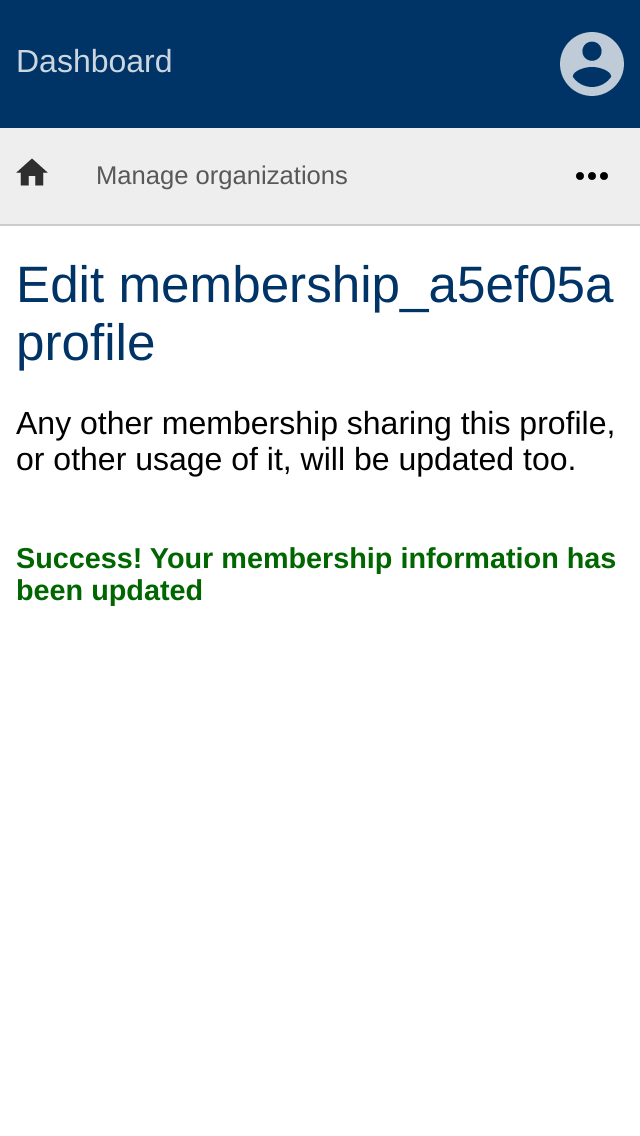 Dashboard
Manage organizations
Edit membership_a5ef05a
profile
Any other membership sharing this profile,
or other usage of it, will be updated too.
Success! Your membership information has
been updated